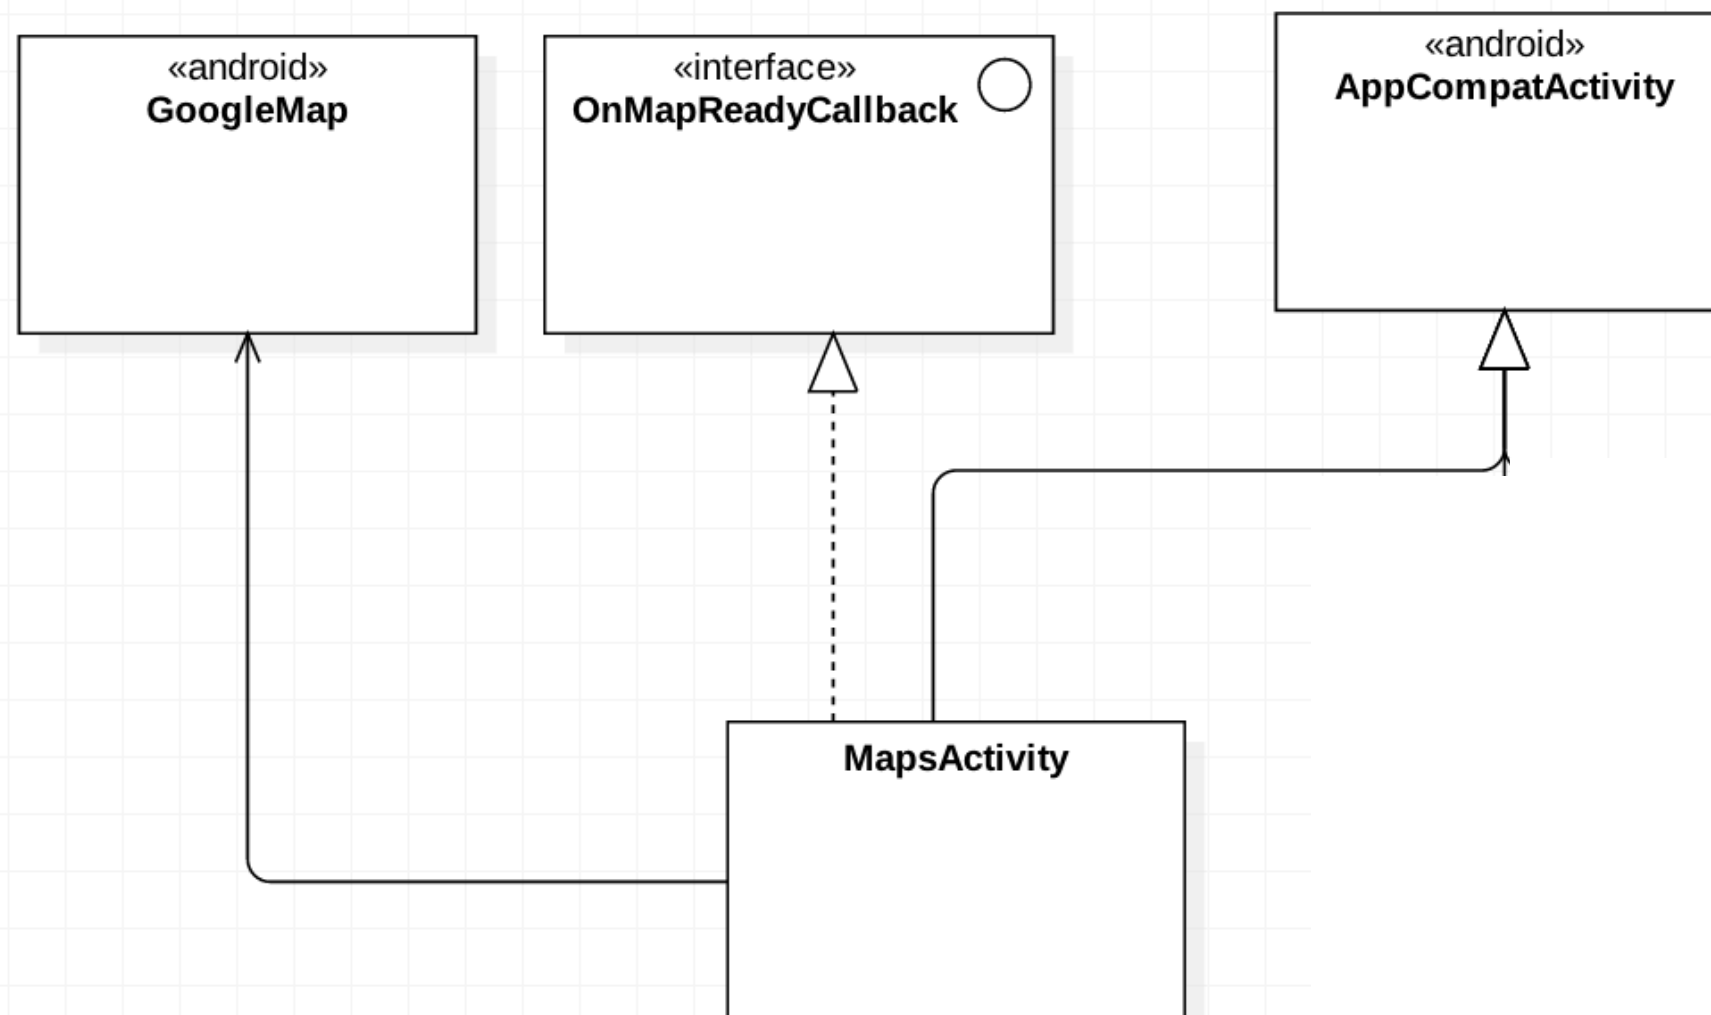 «android»
GoogleMap
«interface»
OnMapReadyCallback
«android»
AppCompatActivity
MapsActivity